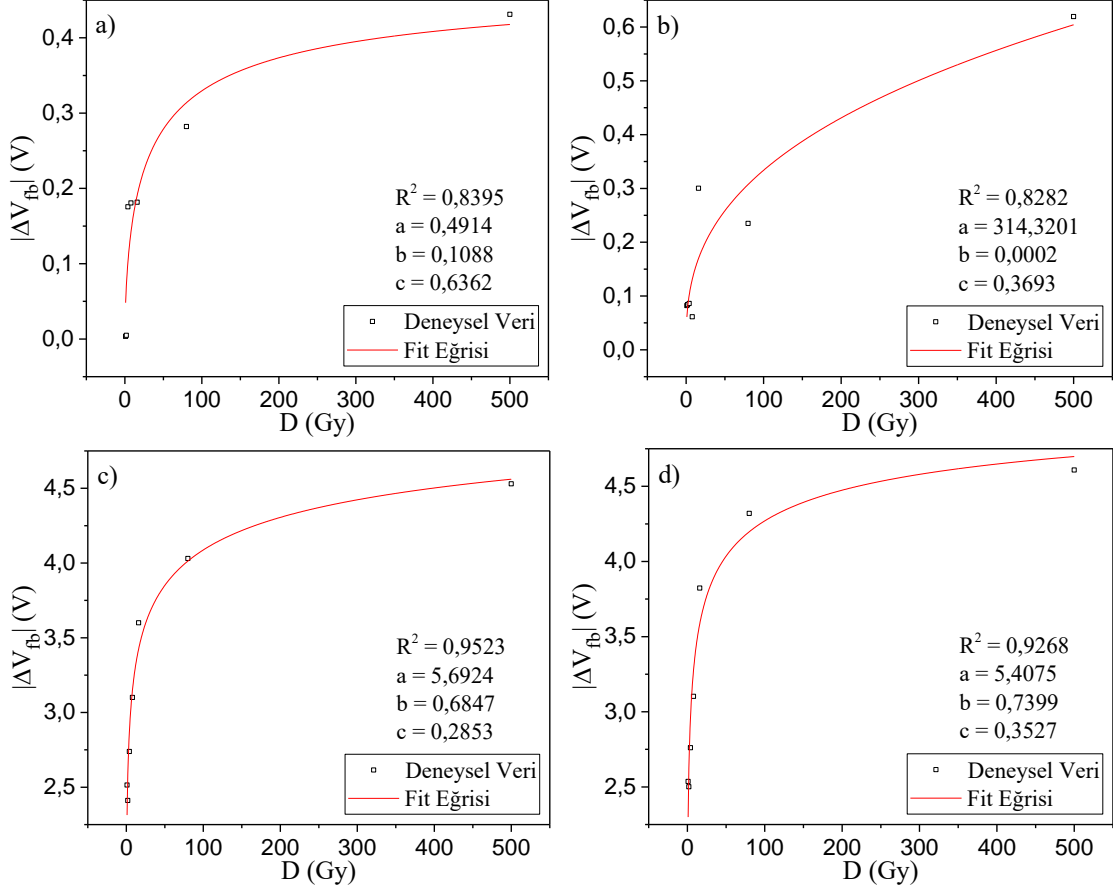 a)
|ΔV_fb| (V)
0,4
0,3
0,2
0,1
0,0
R² = 0,8395
a = 0,4914
b = 0,1088
c = 0,6362
Deneysel Veri
Fit Eğrisi
0 100 200 300 400 500
D (Gy)
b)
|ΔV_fb| (V)
0,6
0,5
0,4
0,3
0,2
0,1
0,0
R² = 0,8282
a = 314,3201
b = 0,0002
c = 0,3693
Deneysel Veri
Fit Eğrisi
0 100 200 300 400 500
D (Gy)
c)
|ΔV_fb| (V)
4,5
4,0
3,5
3,0
2,5
R² = 0,9523
a = 5,6924
b = 0,6847
c = 0,2853
Deneysel Veri
Fit Eğrisi
0 100 200 300 400 500
D (Gy)
d)
|ΔV_fb| (V)
4,5
4,0
3,5
3,0
2,5
R² = 0,9268
a = 5,4075
b = 0,7399
c = 0,3527
Deneysel Veri
Fit Eğrisi
0 100 200 300 400 500
D (Gy)